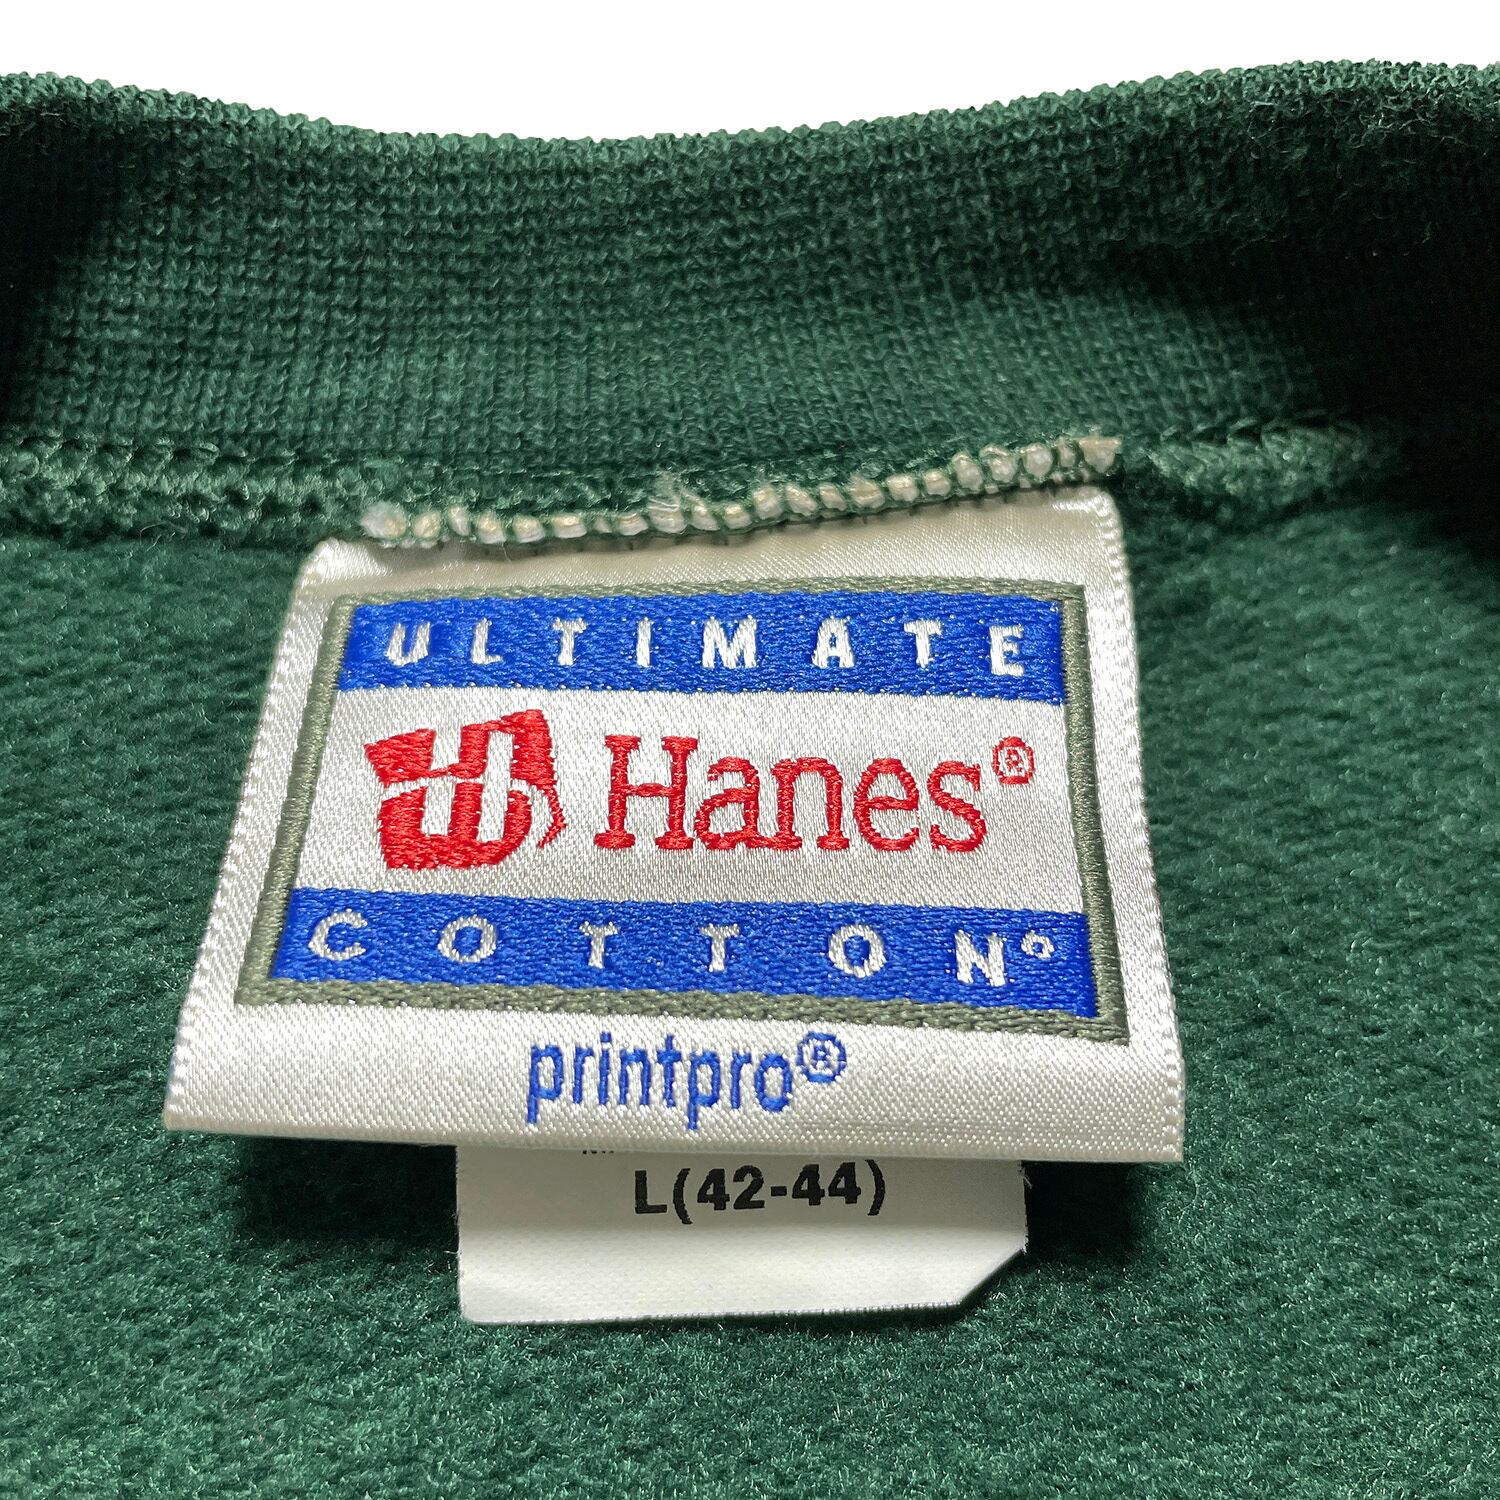 ULTIMATE
Hanes®
COTTON®
printpro®
L(42-44)